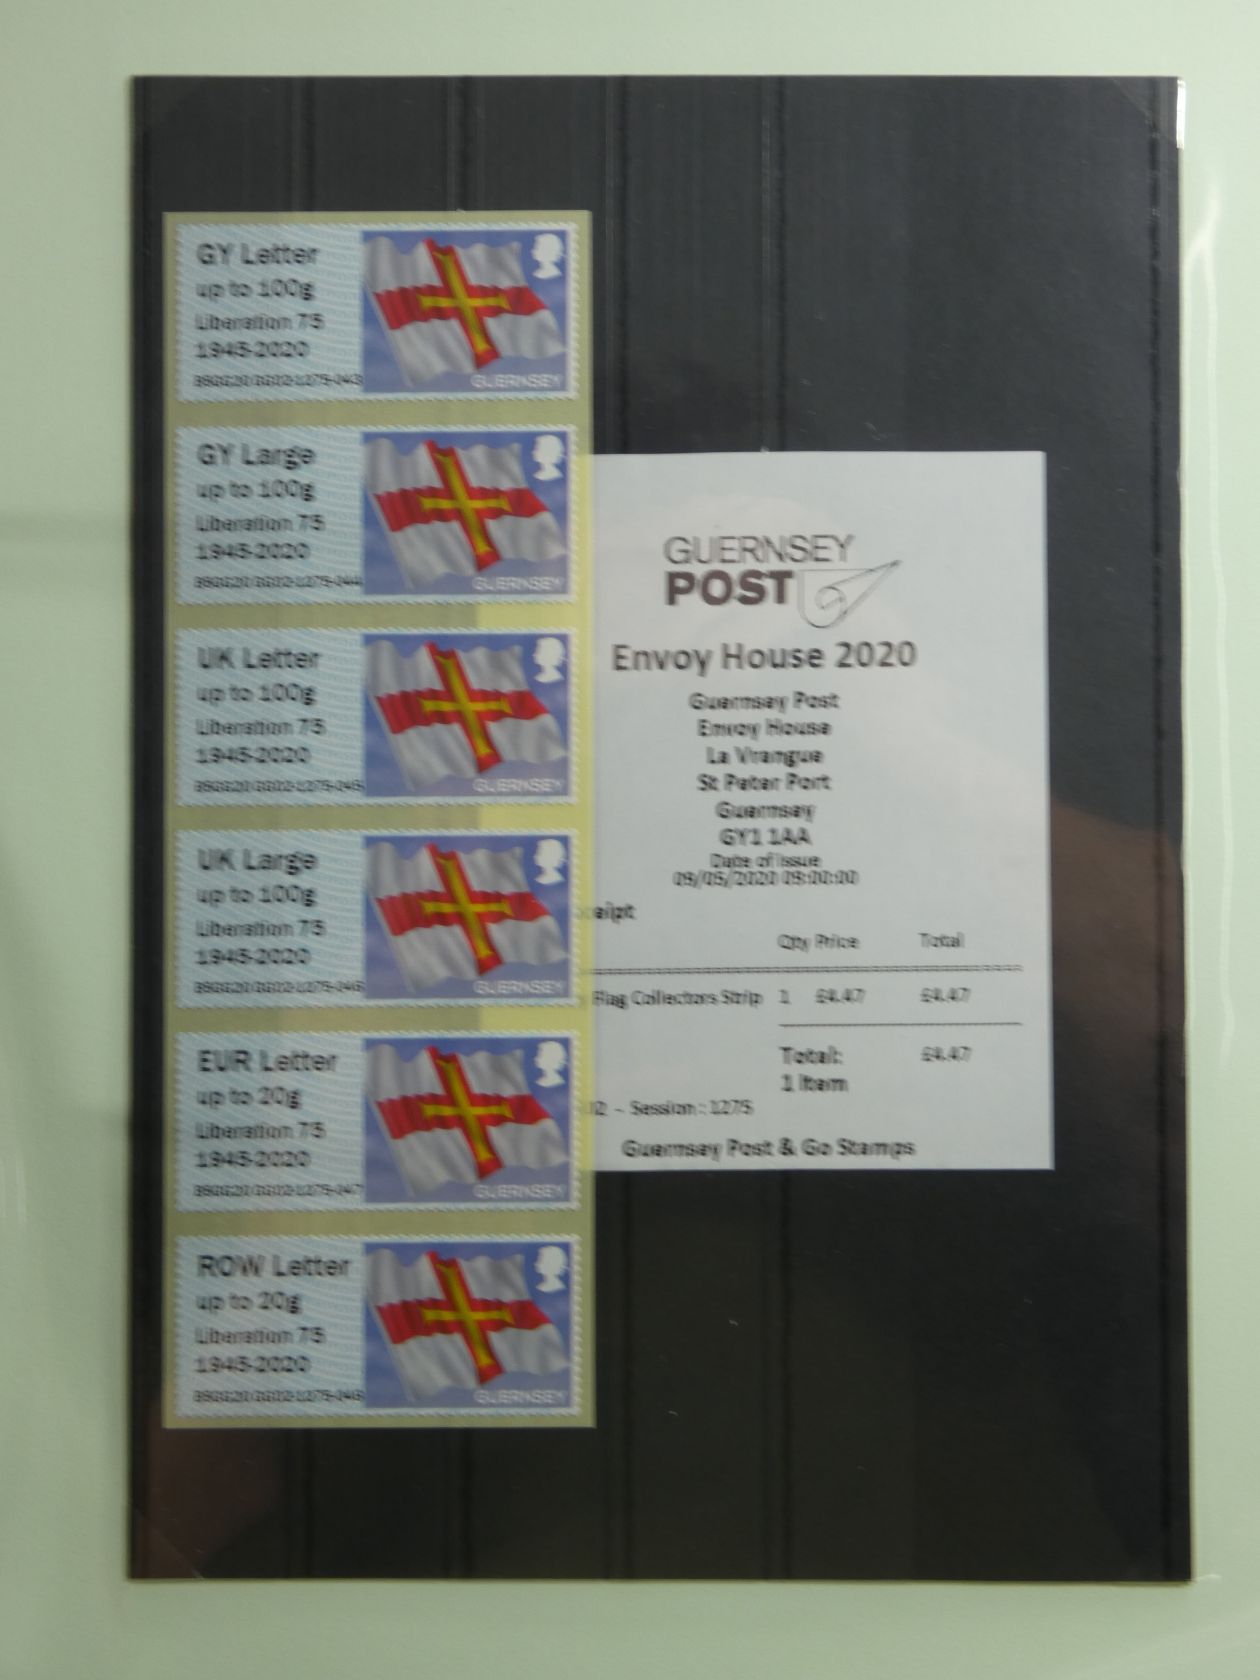 GY Letter
up to 100g
Liberation 75
1945-2020
GUERNSEY
GY Large
up to 100g
Liberation 75
1945-2020
GUERNSEY
UK Letter
up to 100g
Liberation 75
1945-2020
GUERNSEY
UK Large
up to 100g
Liberation 75
1945-2020
GUERNSEY
EUR Letter
up to 20g
Liberation 75
1945-2020
GUERNSEY
ROW Letter
up to 20g
Liberation 75
1945-2020
GUERNSEY
GUERNSEY
POST
Envoy House 2020
Guernsey Post
Envoy House
La Vrangue
St Peter Port
Guernsey
GY1 1AA
Date of issue
09/05/2020 09:00:00
Qty Price Total
Flag Collectors Strip 1 £4.47 £4.47
Total: £4.47
1 Item
- Session: 1275
Guernsey Post & Go Stamps